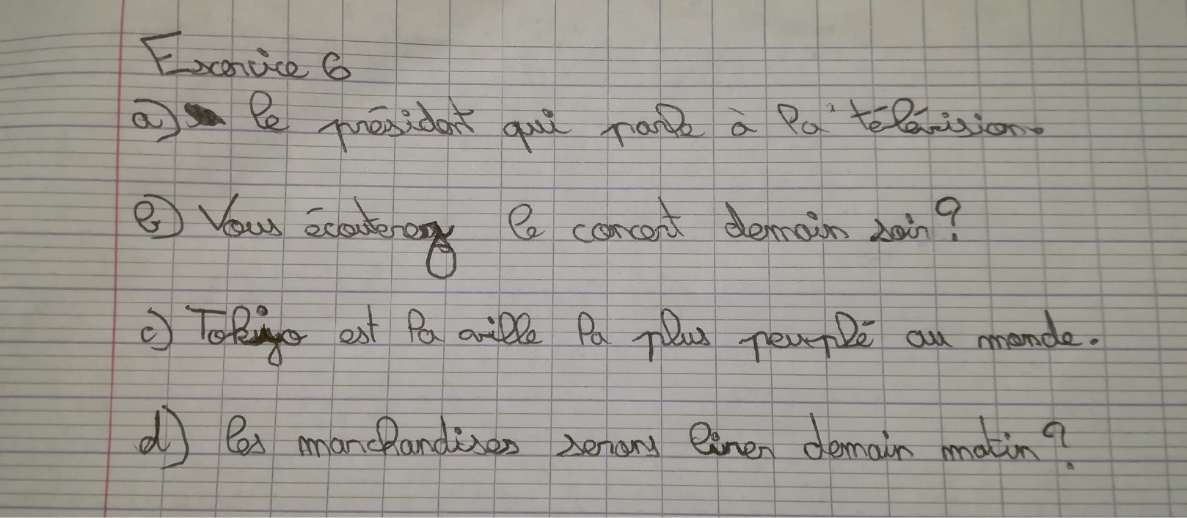 Exercice 6
a) le président qui parle à la télévision.
b) Vous écouterez le concert demain soir ?
c) Tokiyo est la ville la plus peuplé au monde.
d) les marchandises serons livrer demain matin ?